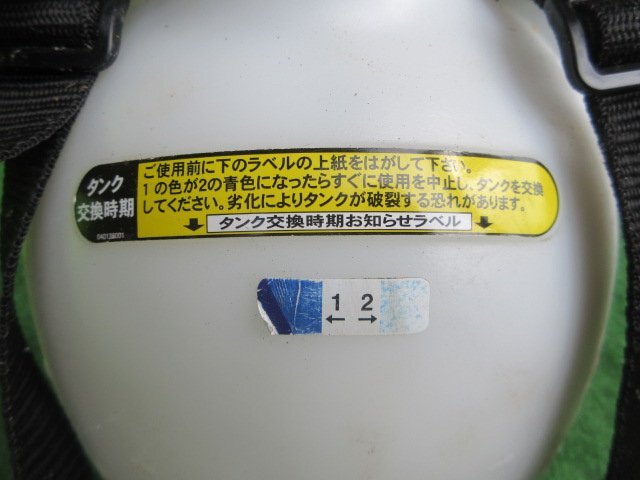 タンク
交換時期
04013B001
ご使用前に下のラベルの上紙をはがして下さい。
1の色が2の青色になったらすぐに使用を中止し、タンクを交換
してください。劣化によりタンクが破裂する恐れがあります。
↓ タンク交換時期お知らせラベル ↓
1 2
← →